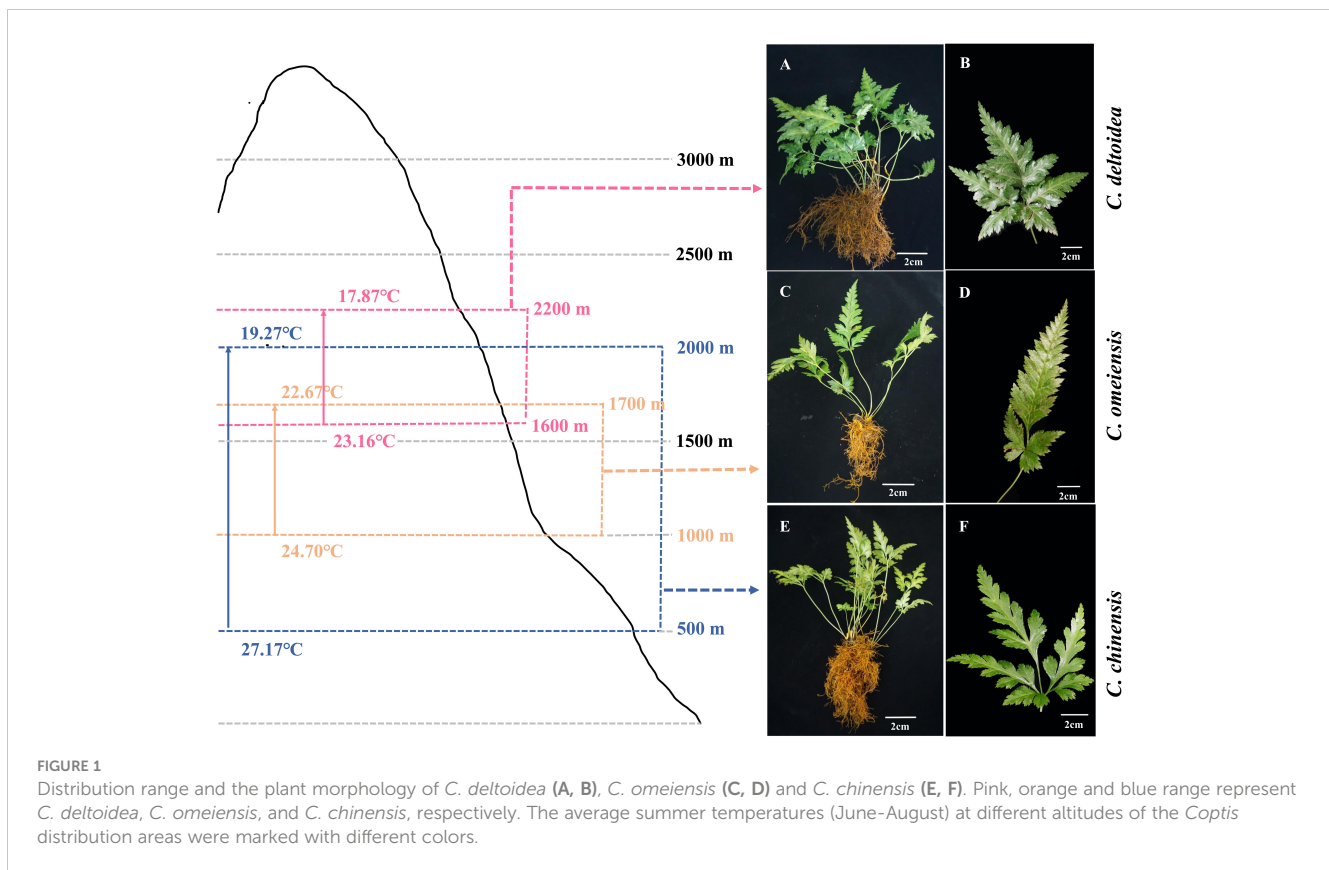 3000 m
2500 m
17.87°C
2200 m
19.27°C
2000 m
22.67°C
1700 m
1600 m
23.16°C
1500 m
1000 m
24.70°C
500 m
27.17°C
A
B
2cm
2cm
C. deltoidea
C
D
2cm
2cm
C. omeiensis
E
F
2cm
2cm
C. chinensis
FIGURE 1
Distribution range and the plant morphology of C. deltoidea (A, B), C. omeiensis (C, D) and C. chinensis (E, F). Pink, orange and blue range represent
C. deltoidea, C. omeiensis, and C. chinensis, respectively. The average summer temperatures (June-August) at different altitudes of the Coptis
distribution areas were marked with different colors.